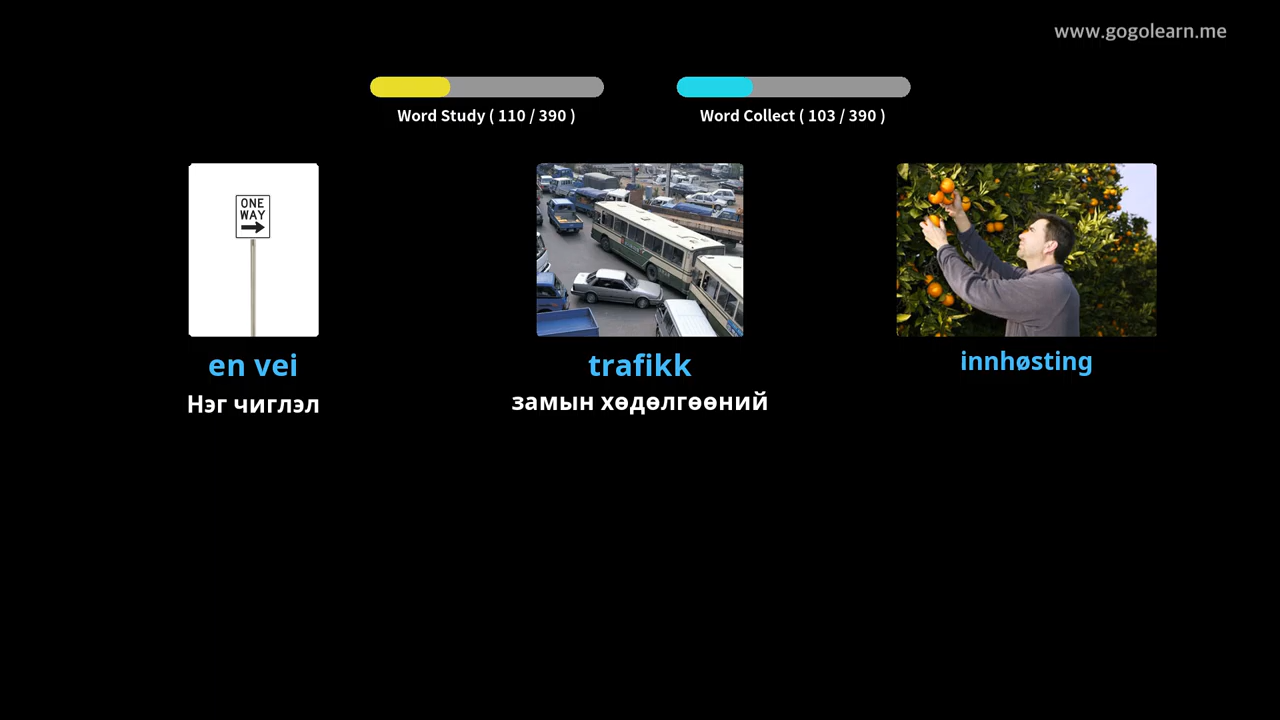 www.gogolearn.me
Word Study ( 110 / 390 )
Word Collect ( 103 / 390 )
ONE
WAY
en vei
Нэг чиглэл
trafikk
замын хөдөлгөөний
innhøsting